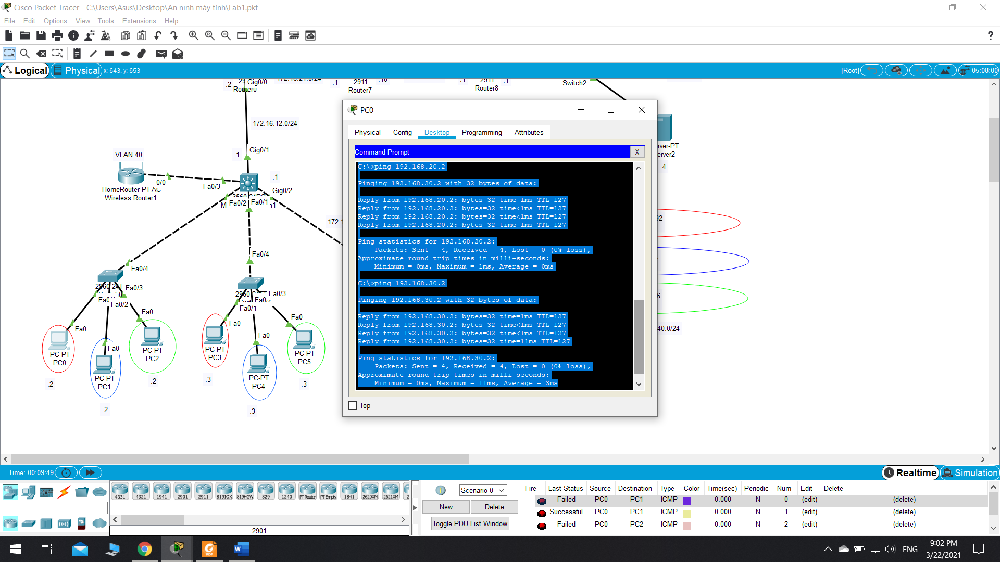 Cisco Packet Tracer - C:\Users\Asus\Desktop\An ninh máy tính\Lab1.pkt
File Edit Options View Tools Extensions Help
?
Logical Physical x: 643, y: 653 [Root] 05:08:00
.2 Gig0/0
Router0
172.16.21.0/24
.1 2911 .10
Router7
.1 2911 .1
Router8
Switch2
172.16.12.0/24
VLAN 40
.1 Gig0/1
0/0
HomeRouter-PT-AC
Wireless Router1
Fa0/3
.1
Gig0/2
Fa0/2 Fa0/1
172.1
Fa0/4
2960-24T
Fa0/3
Fa0/2
Fa0
Fa0
Fa0
PC-PT
PC0
.2
PC-PT
PC1
.2
PC-PT
PC2
.2
Fa0/4
Fa0/3
Fa0/2
Fa0/1
Fa0
Fa0
Fa0
PC-PT
PC3
.3
PC-PT
PC4
.3
PC-PT
PC5
.3
rver-PT
erver2
.4
40.0/24
PC0
Physical Config Desktop Programming Attributes
Command Prompt X
C:\>ping 192.168.20.2
Pinging 192.168.20.2 with 32 bytes of data:
Reply from 192.168.20.2: bytes=32 time=1ms TTL=127
Reply from 192.168.20.2: bytes=32 time<1ms TTL=127
Reply from 192.168.20.2: bytes=32 time<1ms TTL=127
Reply from 192.168.20.2: bytes=32 time=1ms TTL=127
Ping statistics for 192.168.20.2:
Packets: Sent = 4, Received = 4, Lost = 0 (0% loss),
Approximate round trip times in milli-seconds:
Minimum = 0ms, Maximum = 1ms, Average = 0ms
C:\>ping 192.168.30.2
Pinging 192.168.30.2 with 32 bytes of data:
Reply from 192.168.30.2: bytes=32 time=1ms TTL=127
Reply from 192.168.30.2: bytes=32 time<1ms TTL=127
Reply from 192.168.30.2: bytes=32 time<1ms TTL=127
Reply from 192.168.30.2: bytes=32 time=11ms TTL=127
Ping statistics for 192.168.30.2:
Packets: Sent = 4, Received = 4, Lost = 0 (0% loss),
Approximate round trip times in milli-seconds:
Minimum = 0ms, Maximum = 11ms, Average = 3ms
Top
Time: 00:09:49 Realtime Simulation
4331 4321 1941 2901 2911 819IOX 819HGW 829 1240 PT-Router PT-Empty 1841 2620XM 2621XM
2901
Scenario 0
New Delete
Toggle PDU List Window
Fire Last Status Source Destination Type Color Time(sec) Periodic Num Edit Delete
Failed PC0 PC1 ICMP 0.000 N 0 (edit) (delete)
Successful PC0 PC1 ICMP 0.000 N 1 (edit) (delete)
Failed PC0 PC2 ICMP 0.000 N 2 (edit) (delete)
ENG
9:02 PM
3/22/2021